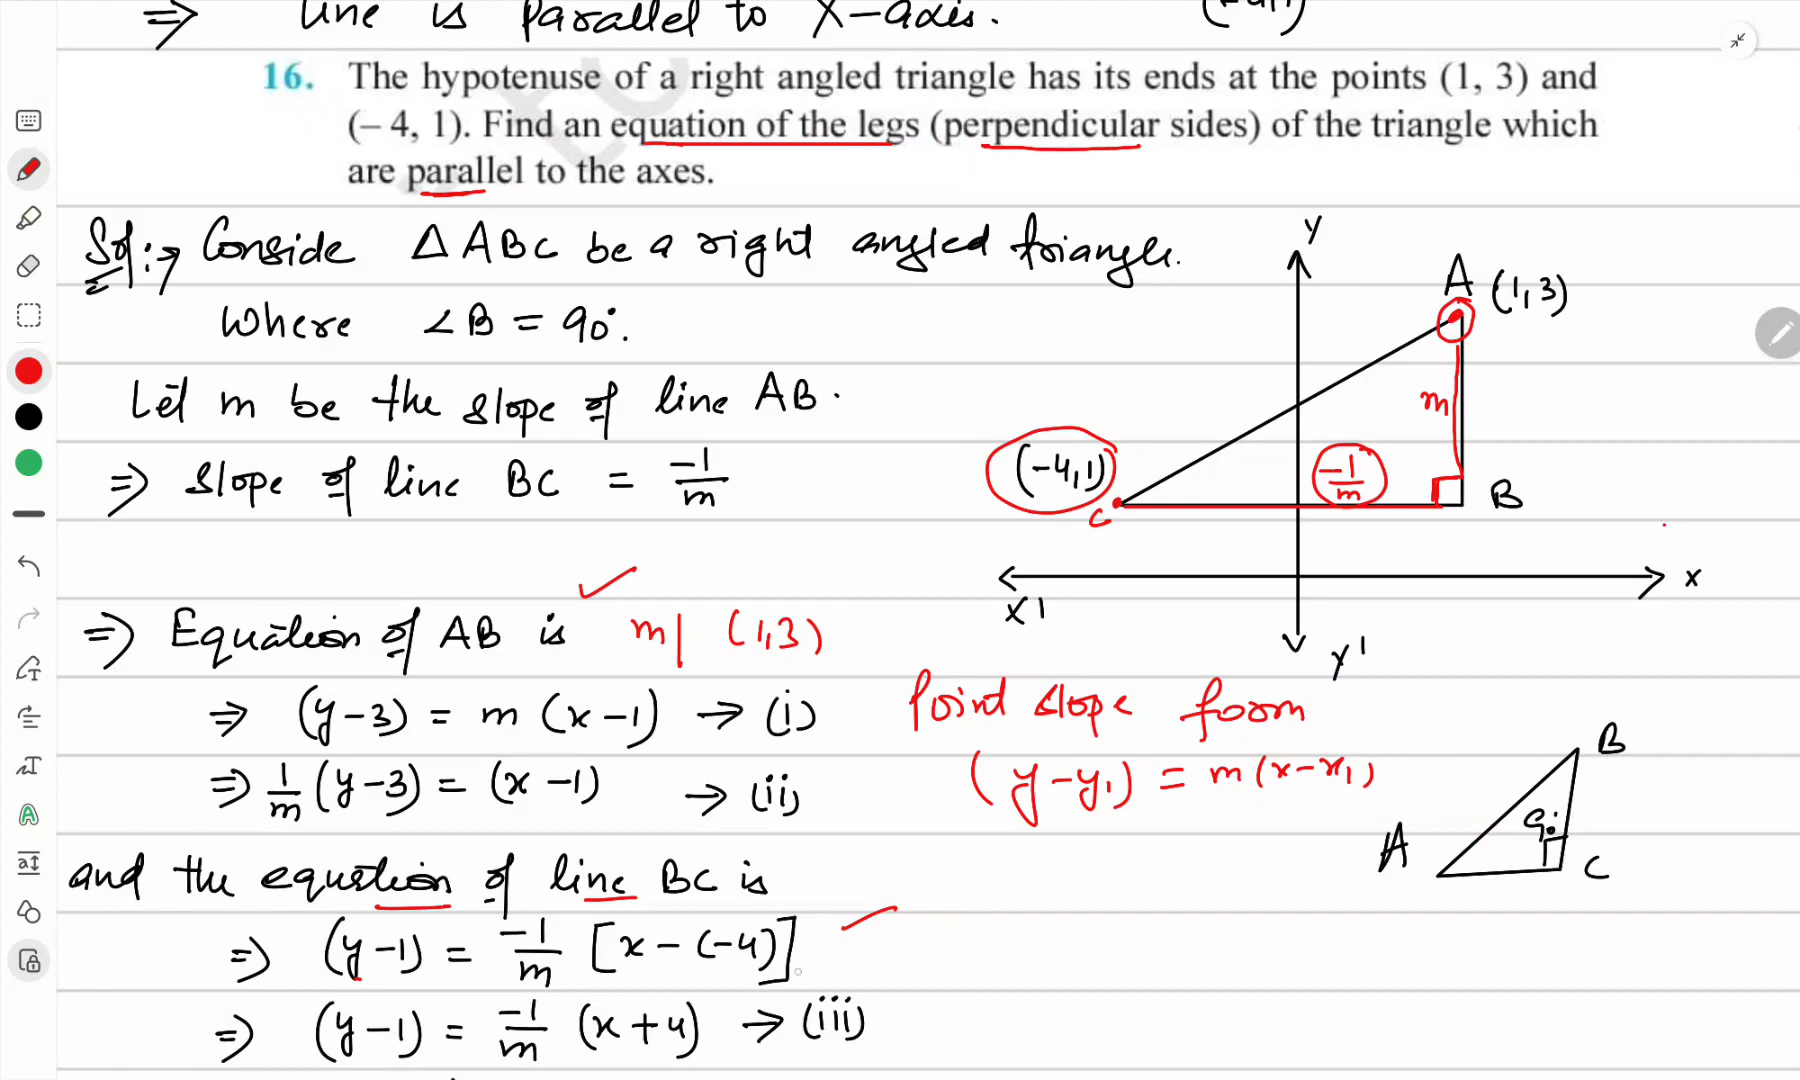 ⇒ line is parallel to X-axis.
16. The hypotenuse of a right angled triangle has its ends at the points (1, 3) and
(– 4, 1). Find an equation of the legs (perpendicular sides) of the triangle which
are parallel to the axes.
Sol:→ Conside △ABC be a right angled triangle.
Where ∠B = 90°.
Let m be the slope of line AB.
⇒ Slope of line BC = -1/m
⇒ Equation of AB is m| (1,3)
⇒ (y-3) = m (x-1) → (i)
⇒ 1/m (y-3) = (x-1) → (ii)
and the equation of line BC is
⇒ (y-1) = -1/m [x-(-4)]
⇒ (y-1) = -1/m (x+4) → (iii)
Y
A (1,3)
m
(-4,1)
-1/m
B
C
X
X'
Y'
Point slope form
(y-y₁) = m(x-x₁)
B
90°
A
C